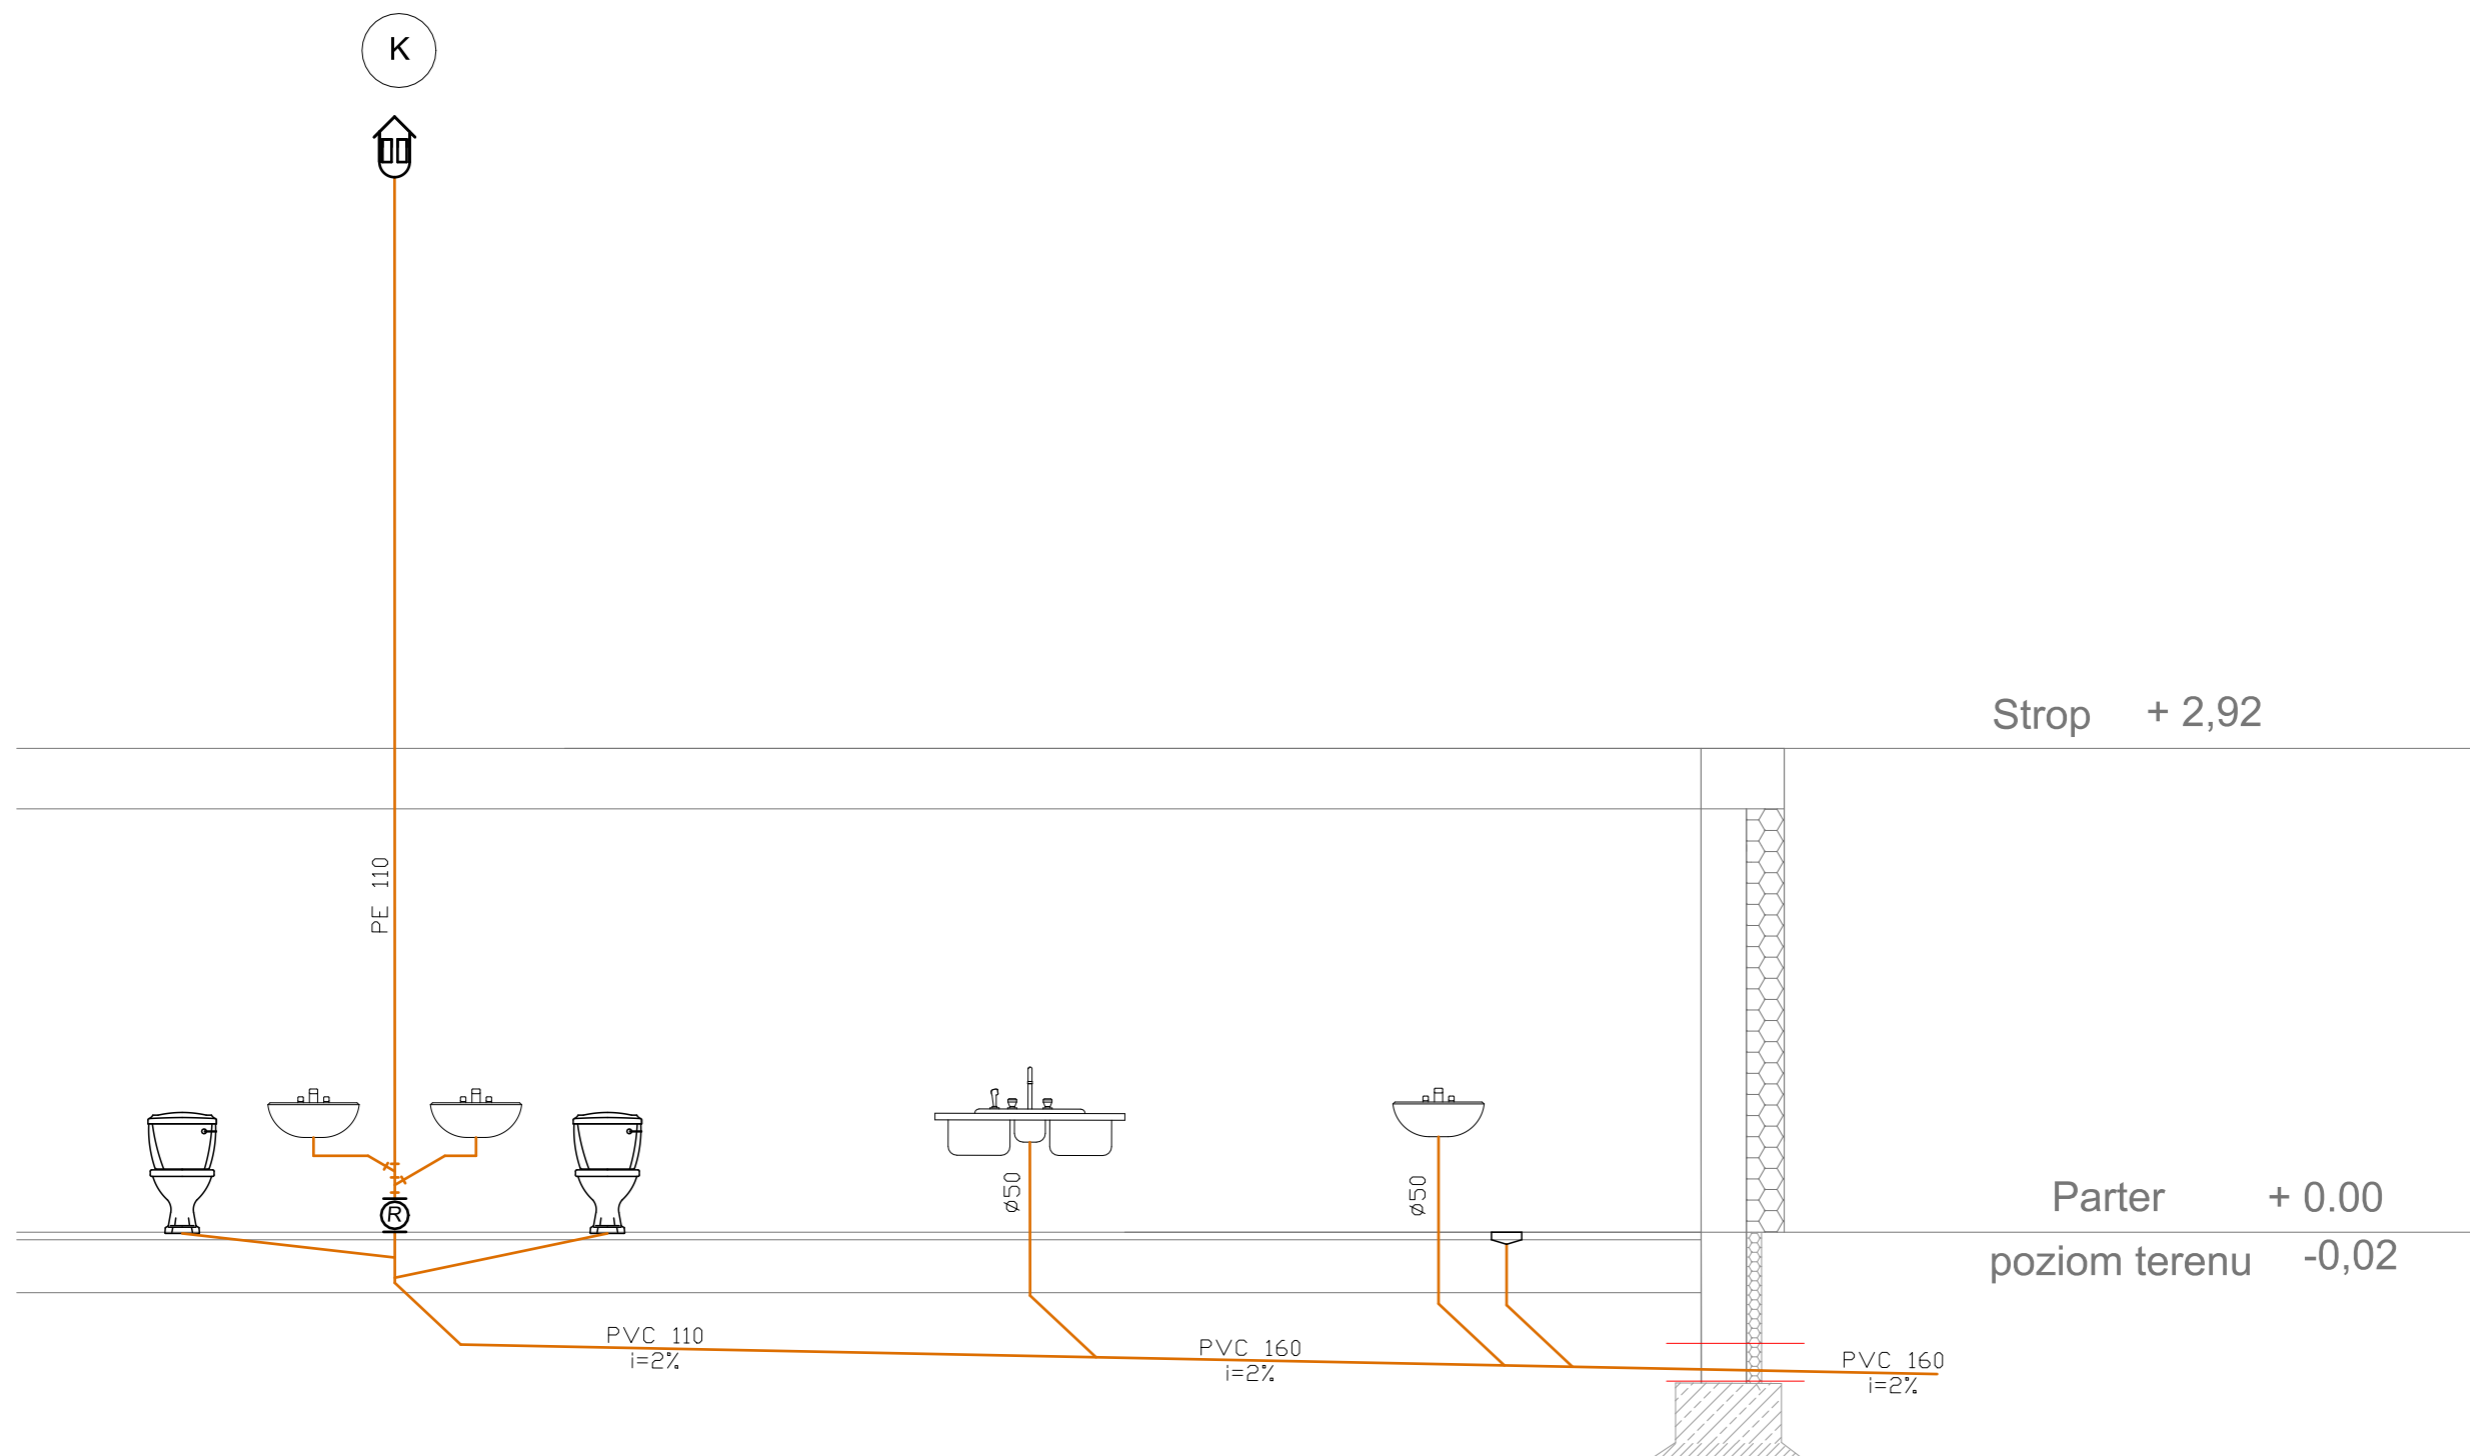 K
Strop + 2,92
PE 110
R
ø50
ø50
Parter + 0.00
poziom terenu -0,02
PVC 110
i=2%
PVC 160
i=2%
PVC 160
i=2%